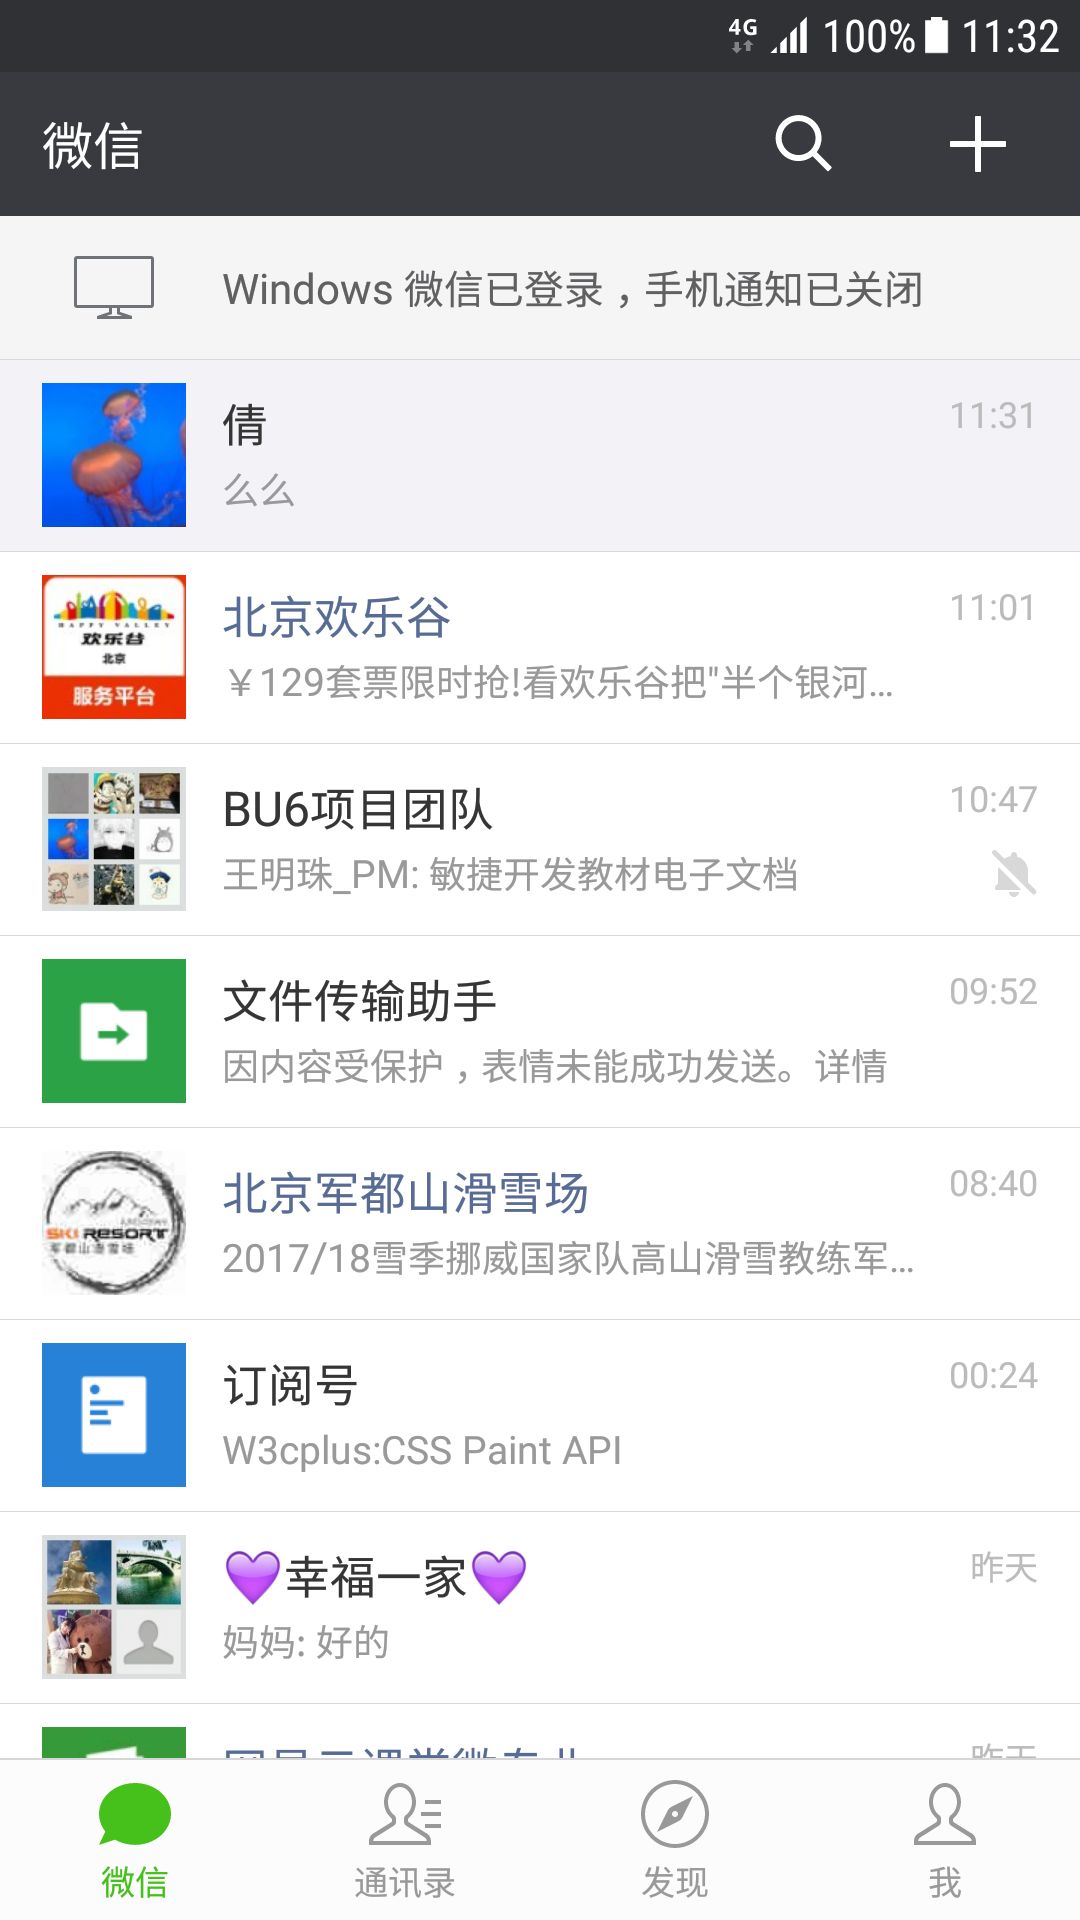 4G 100% 11:32
微信
Windows 微信已登录，手机通知已关闭
倩 11:31
么么
HAPPY VALLEY
欢乐谷
北京
服务平台
北京欢乐谷 11:01
￥129套票限时抢!看欢乐谷把"半个银河...
BU6项目团队 10:47
王明珠_PM: 敏捷开发教材电子文档
文件传输助手 09:52
因内容受保护，表情未能成功发送。详情
SKI RESORT
军都山滑雪场
北京军都山滑雪场 08:40
2017/18雪季挪威国家队高山滑雪教练军...
订阅号 00:24
W3cplus:CSS Paint API
💜幸福一家💜 昨天
妈妈: 好的
昨天
微信 通讯录 发现 我